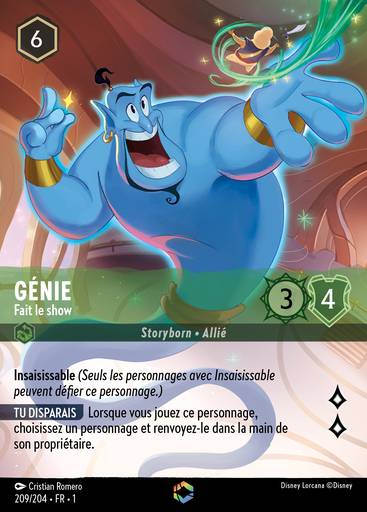 6
GÉNIE
Fait le show
3
4
Storyborn • Allié
Insaisissable (Seuls les personnages avec Insaisissable
peuvent défier ce personnage.)
TU DISPARAIS Lorsque vous jouez ce personnage,
choisissez un personnage et renvoyez-le dans la main de
son propriétaire.
Cristian Romero
Disney Lorcana ©Disney
209/204 • FR • 1